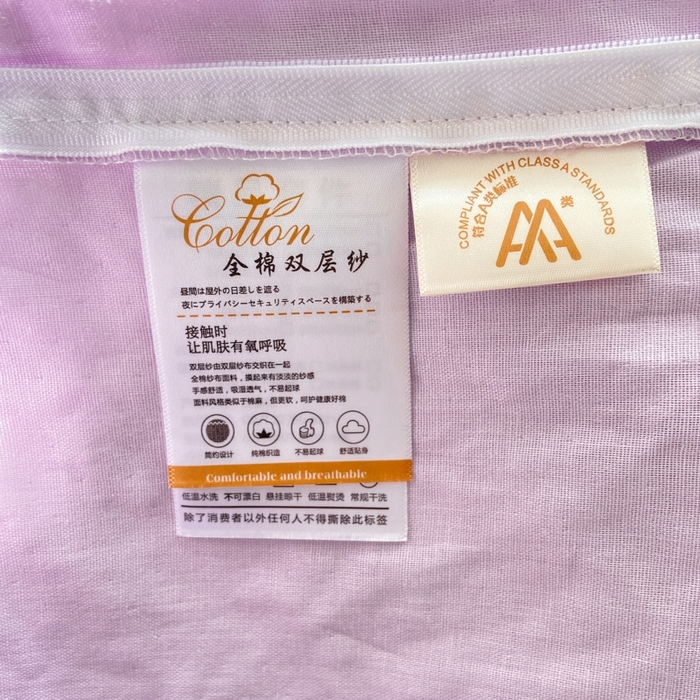 Cotton
全棉双层纱
昼間は屋外の日差しを遮る
夜にプライバシーセキュリティスペースを構築する
接触时
让肌肤有氧呼吸
双层纱由双层纱布交织在一起
全棉纱布面料，摸起来有淡淡的纱感
手感舒适，吸湿透气，不易起球
面料风格类似于棉麻，但更软，呵护健康好棉
简约设计 纯棉织造 不易起球 舒适贴身
Comfortable and breathable
低温水洗 不可漂白 悬挂晾干 低温熨烫 常规干洗
除了消费者以外任何人不得撕除此标签
COMPLIANT WITH CLASS A STANDARDS
符合A类标准
AA类